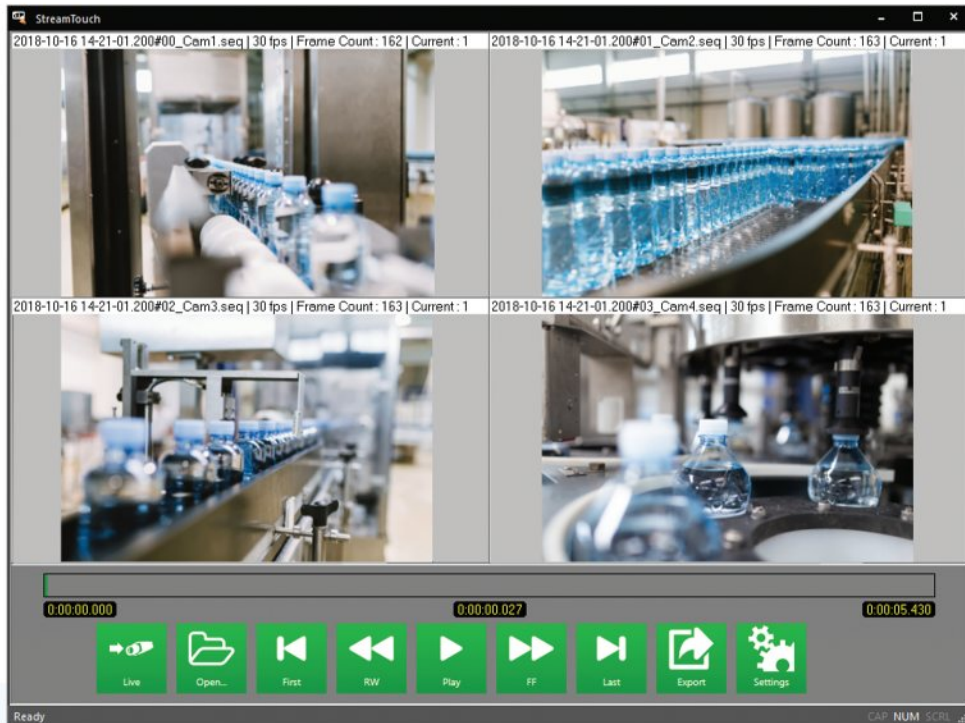 StreamTouch
2018-10-16 14-21-01.200#00_Cam1.seq | 30 fps | Frame Count : 162 | Current : 1
2018-10-16 14-21-01.200#01_Cam2.seq | 30 fps | Frame Count : 163 | Current : 1
2018-10-16 14-21-01.200#02_Cam3.seq | 30 fps | Frame Count : 163 | Current : 1
2018-10-16 14-21-01.200#03_Cam4.seq | 30 fps | Frame Count : 163 | Current : 1
0:00:00.000 0:00:00.027 0:00:05.430
Live Open... First RW Play FF Last Export Settings
Ready CAP NUM SCRL